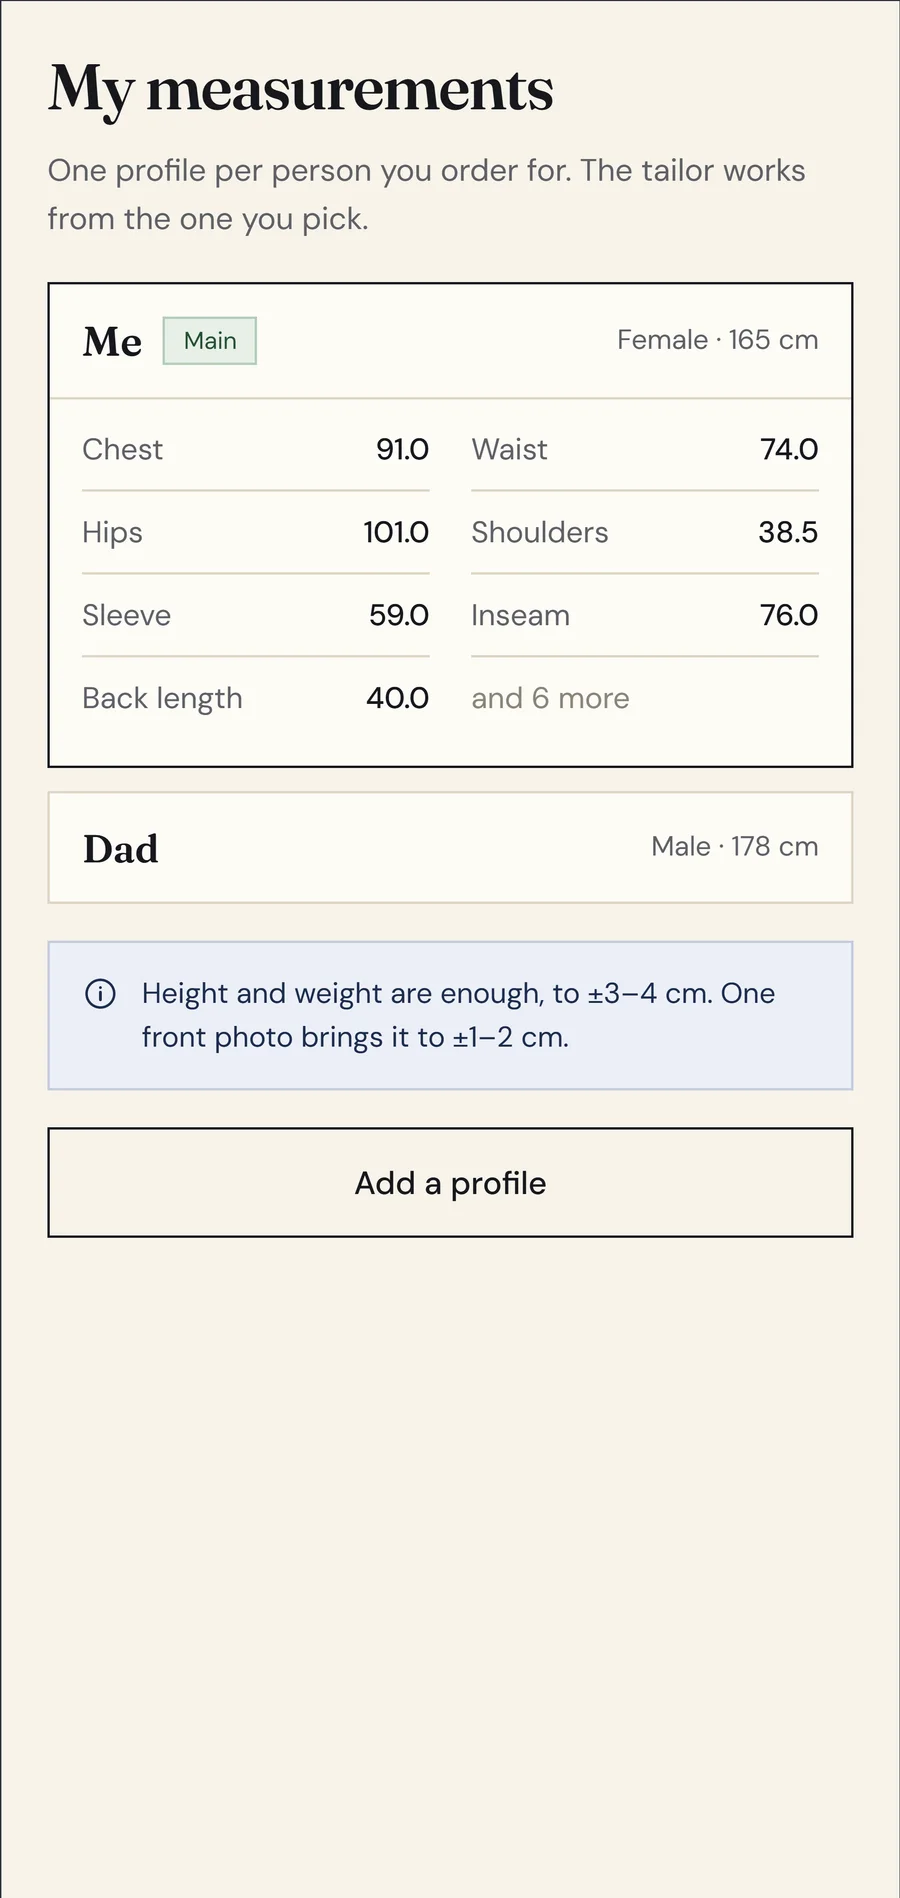 My measurements
One profile per person you order for. The tailor works
from the one you pick.
Me Main Female · 165 cm
Chest 91.0 Waist 74.0
Hips 101.0 Shoulders 38.5
Sleeve 59.0 Inseam 76.0
Back length 40.0 and 6 more
Dad Male · 178 cm
Height and weight are enough, to ±3–4 cm. One
front photo brings it to ±1–2 cm.
Add a profile